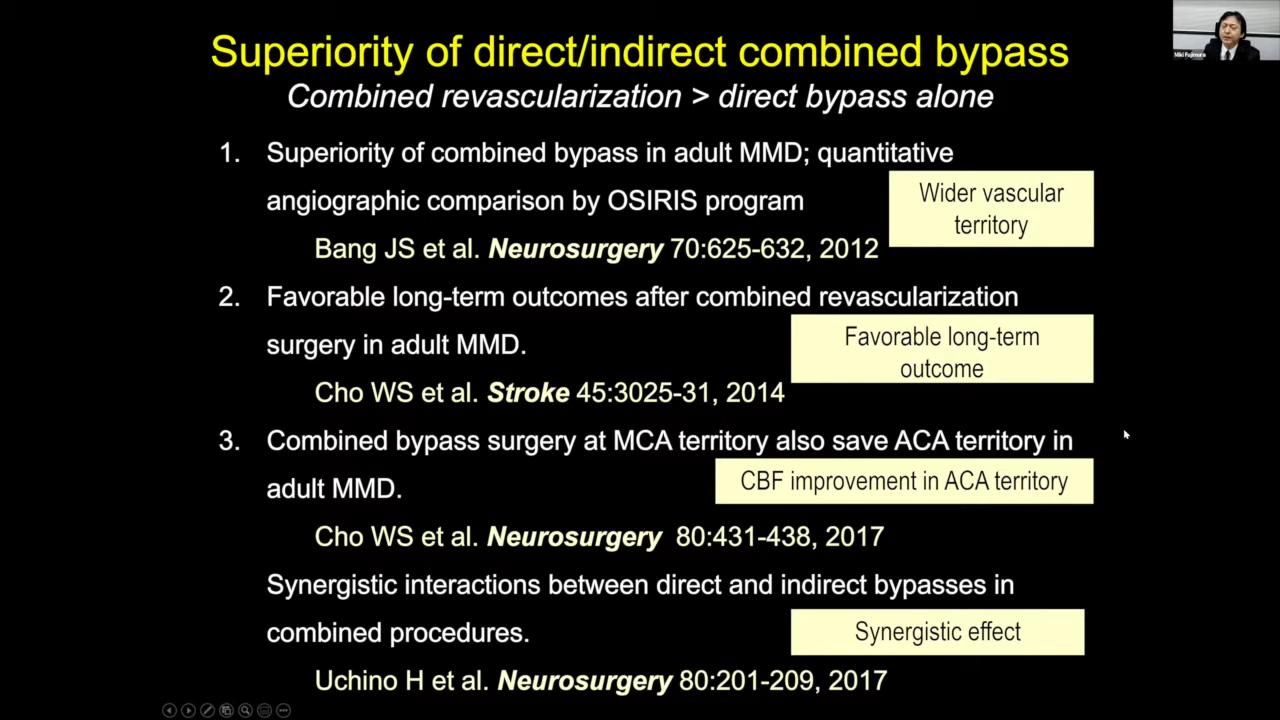 Superiority of direct/indirect combined bypass
Combined revascularization > direct bypass alone
1. Superiority of combined bypass in adult MMD; quantitative
angiographic comparison by OSIRIS program
Wider vascular
territory
Bang JS et al. Neurosurgery 70:625-632, 2012
2. Favorable long-term outcomes after combined revascularization
surgery in adult MMD.
Favorable long-term
outcome
Cho WS et al. Stroke 45:3025-31, 2014
3. Combined bypass surgery at MCA territory also save ACA territory in
adult MMD.
CBF improvement in ACA territory
Cho WS et al. Neurosurgery 80:431-438, 2017
Synergistic interactions between direct and indirect bypasses in
combined procedures.
Synergistic effect
Uchino H et al. Neurosurgery 80:201-209, 2017
Miki Fujimura